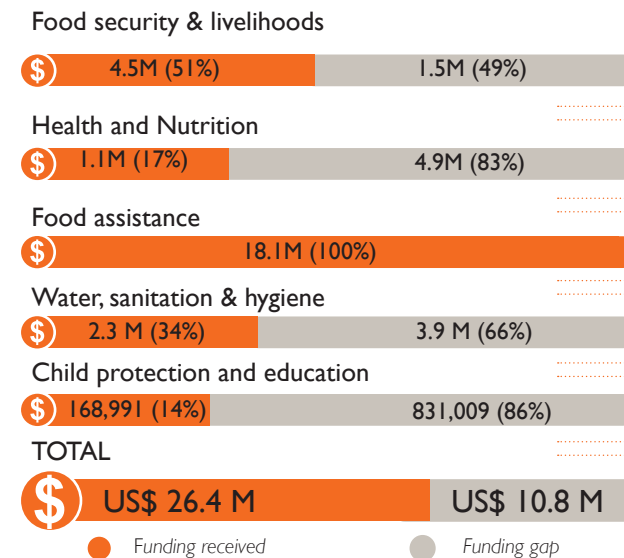 Food security & livelihoods
$ 4.5M (51%) 1.5M (49%)
Health and Nutrition
$ 1.1M (17%) 4.9M (83%)
Food assistance
$ 18.1M (100%)
Water, sanitation & hygiene
$ 2.3 M (34%) 3.9 M (66%)
Child protection and education
$ 168,991 (14%) 831,009 (86%)
TOTAL
$ US$ 26.4 M US$ 10.8 M
Funding received Funding gap